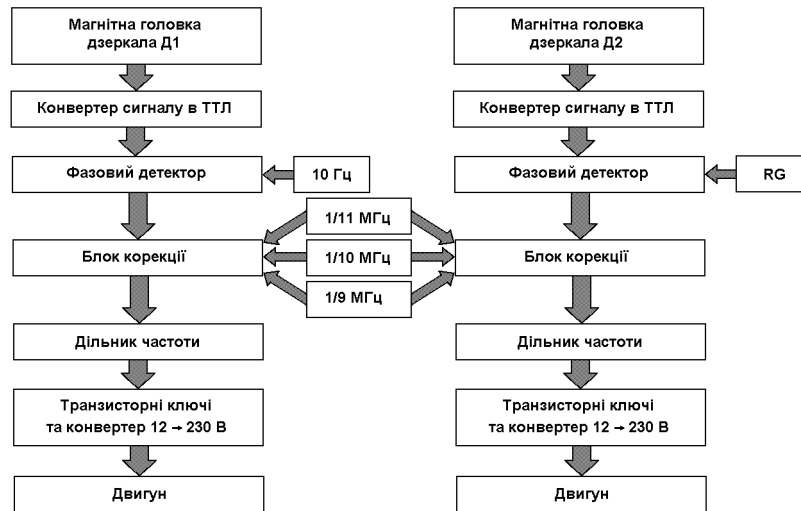 Магнітна головка
дзеркала Д1
Конвертер сигналу в ТТЛ
Фазовий детектор
10 Гц
Блок корекції
Дільник частоти
Транзисторні ключі
та конвертер 12 → 230 В
Двигун
1/11 МГц
1/10 МГц
1/9 МГц
Магнітна головка
дзеркала Д2
Конвертер сигналу в ТТЛ
Фазовий детектор
RG
Блок корекції
Дільник частоти
Транзисторні ключі
та конвертер 12 → 230 В
Двигун